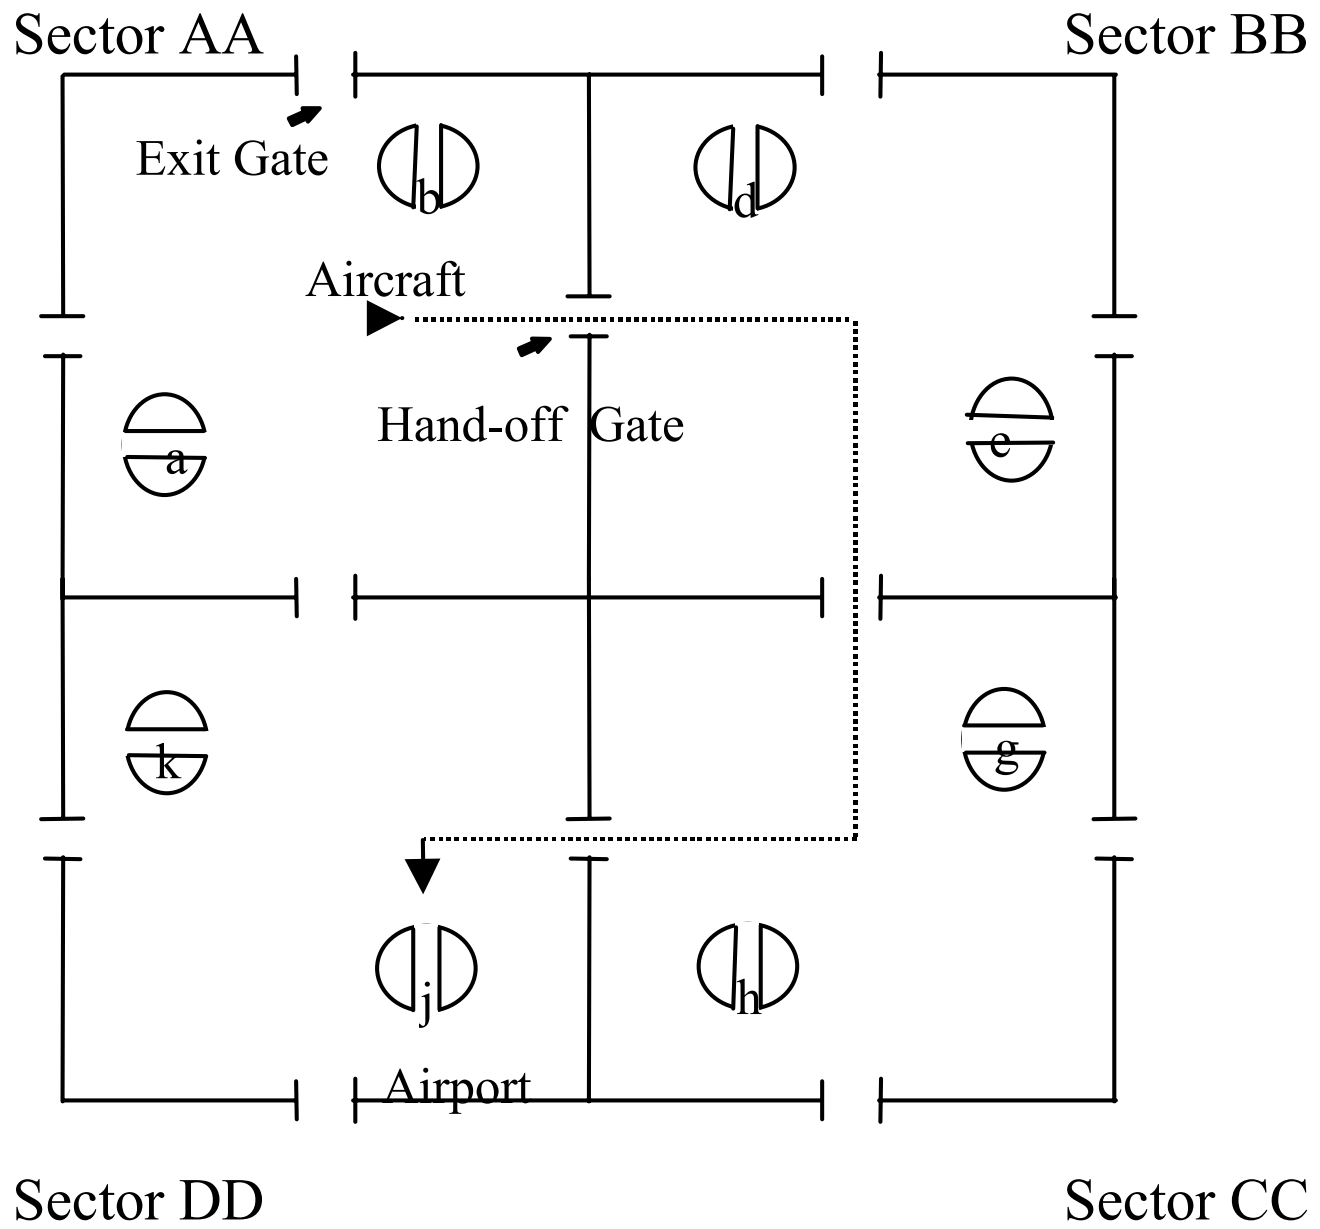 Sector AA
Sector BB
Exit Gate
b
d
Aircraft
Hand-off Gate
a
e
k
g
j
h
Airport
Sector DD
Sector CC